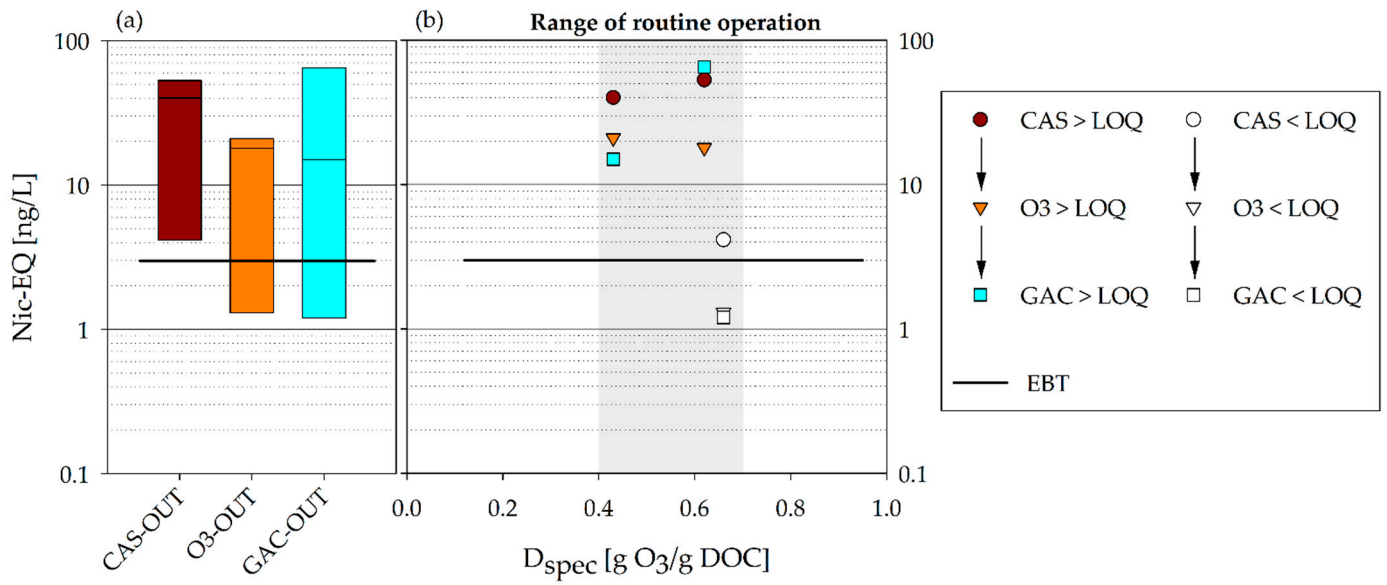 (a)
(b)
Range of routine operation
100
10
1
0.1
Nic-EQ [ng/L]
CAS-OUT
O3-OUT
GAC-OUT
100
10
1
0.1
0.0 0.2 0.4 0.6 0.8 1.0
Dspec [g O3/g DOC]
CAS > LOQ CAS < LOQ
O3 > LOQ O3 < LOQ
GAC > LOQ GAC < LOQ
EBT